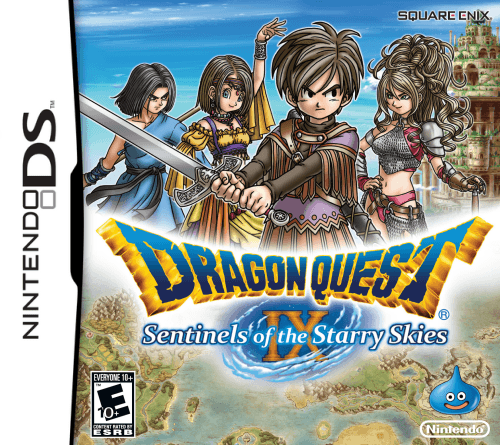 SQUARE ENIX
NINTENDO DS™
DRAGON QUEST®
IX
Sentinels of the Starry Skies
EVERYONE 10+
E
10+
CONTENT RATED BY
ESRB
Nintendo®